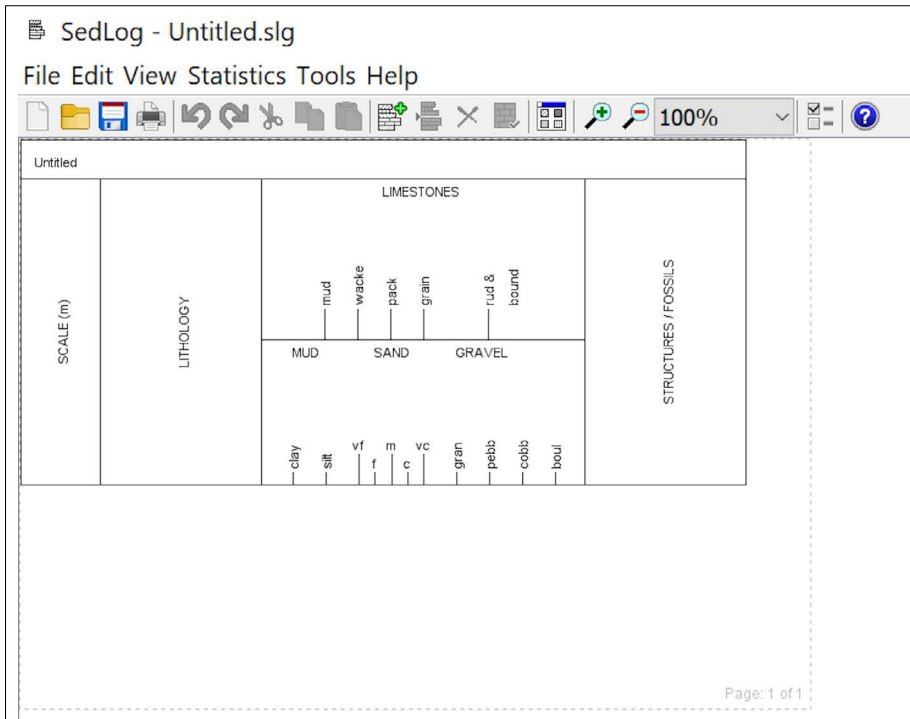 SedLog - Untitled.slg
File Edit View Statistics Tools Help
100%
Untitled
SCALE (m)
LITHOLOGY
LIMESTONES
mud
wacke
pack
grain
rud &
bound
MUD SAND GRAVEL
clay
silt
vf
f
m
c
vc
gran
pebb
cobb
boul
STRUCTURES / FOSSILS
Page: 1 of 1